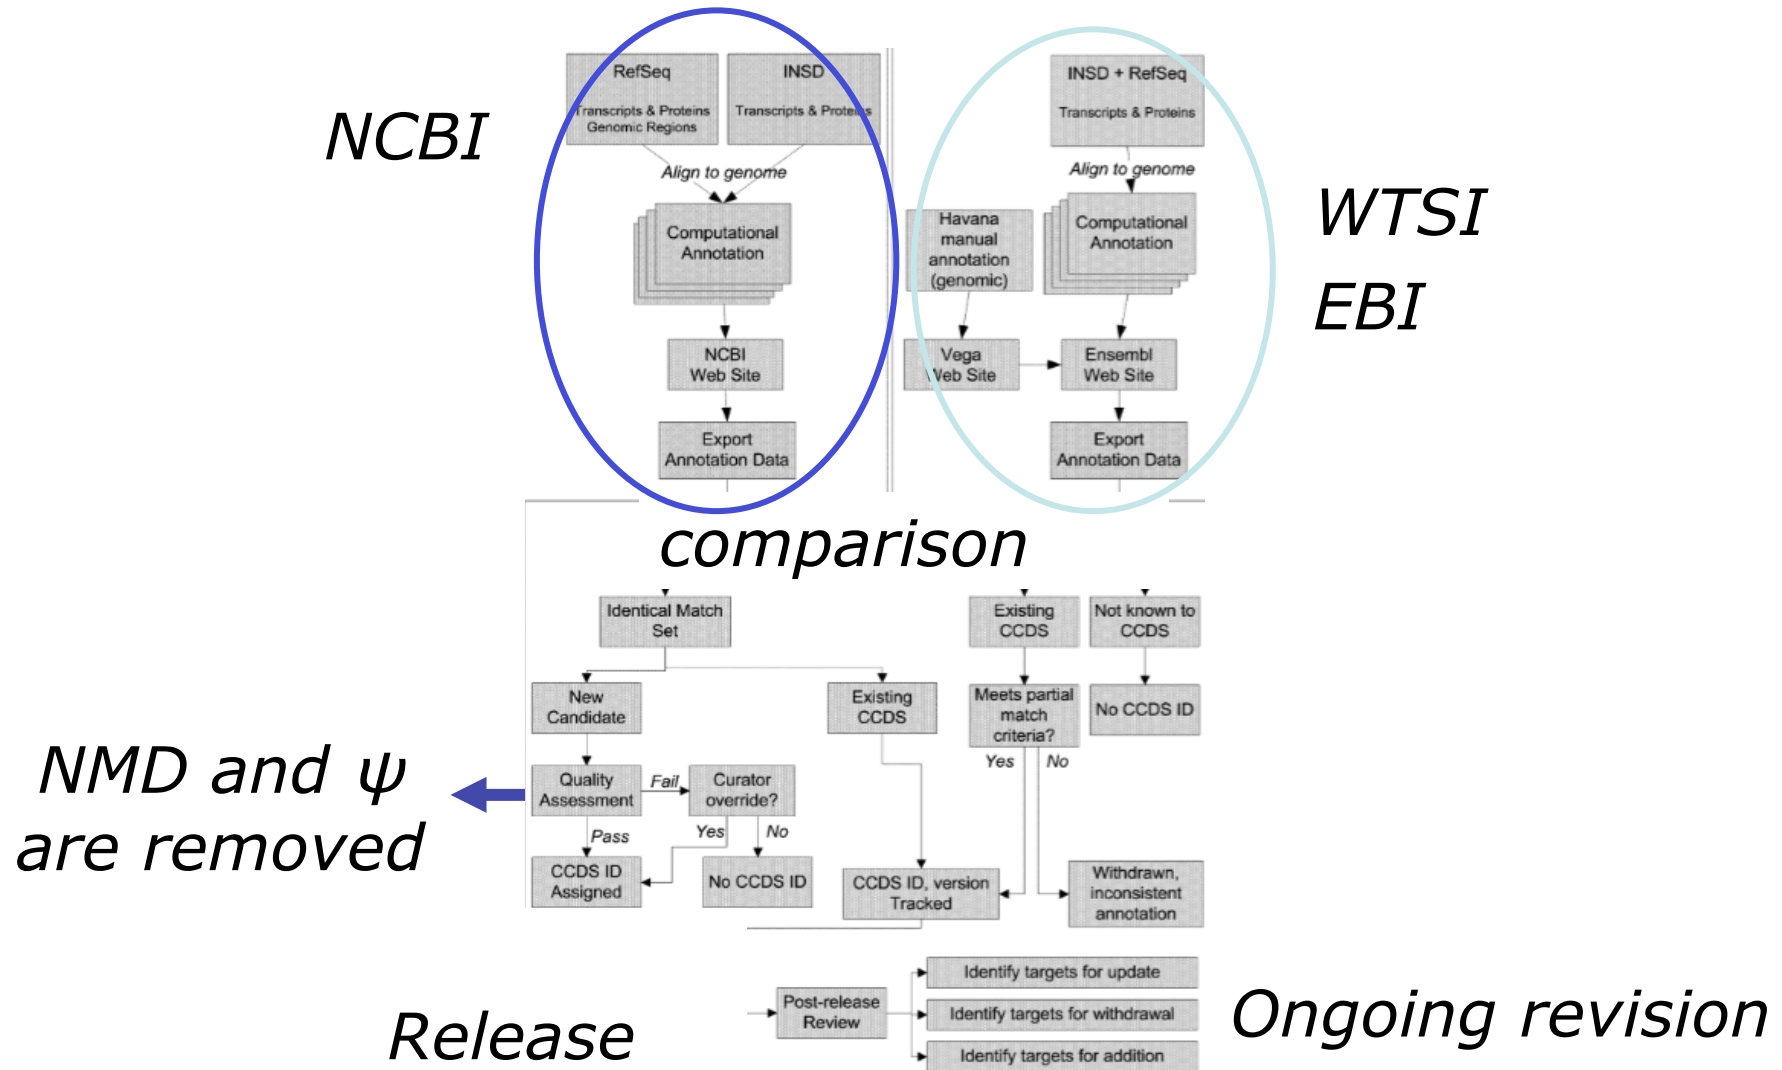 NCBI
RefSeq
Transcripts & Proteins
Genomic Regions
INSD
Transcripts & Proteins
Align to genome
Computational
Annotation
NCBI
Web Site
Export
Annotation Data
INSD + RefSeq
Transcripts & Proteins
Align to genome
Havana
manual
annotation
(genomic)
Computational
Annotation
Vega
Web Site
Ensembl
Web Site
Export
Annotation Data
WTSI
EBI
comparison
Identical Match
Set
Existing
CCDS
Not known to
CCDS
New
Candidate
Existing
CCDS
Meets partial
match
criteria?
No CCDS ID
Yes
No
NMD and ψ
are removed
Quality
Assessment
Fail
Curator
override?
Pass
Yes
No
CCDS ID
Assigned
No CCDS ID
CCDS ID, version
Tracked
Withdrawn,
inconsistent
annotation
Release
Post-release
Review
Identify targets for update
Identify targets for withdrawal
Identify targets for addition
Ongoing revision